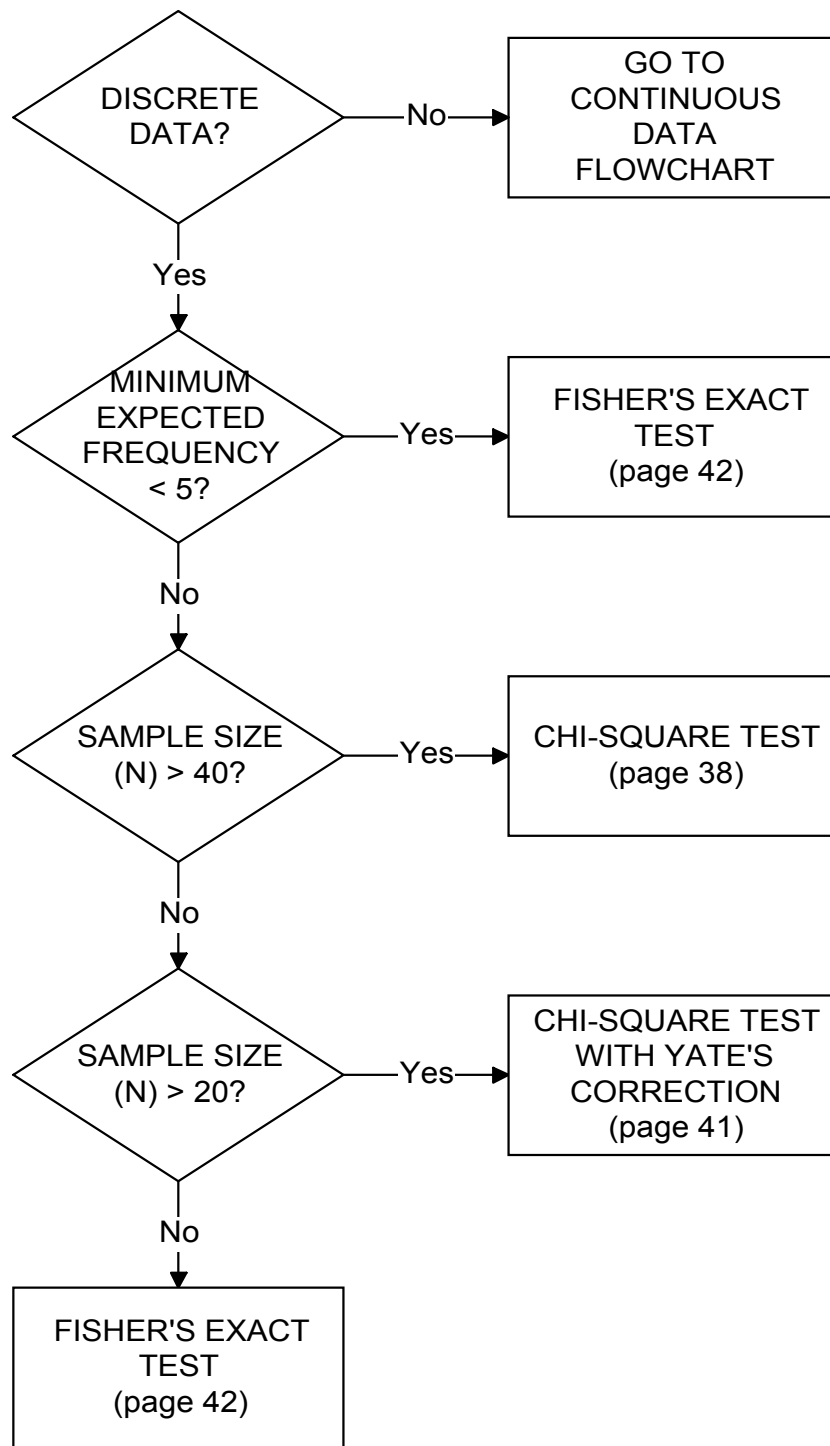 DISCRETE
DATA?
No
GO TO
CONTINUOUS
DATA
FLOWCHART
Yes
MINIMUM
EXPECTED
FREQUENCY
< 5?
Yes
FISHER'S EXACT
TEST
(page 42)
No
SAMPLE SIZE
(N) > 40?
Yes
CHI-SQUARE TEST
(page 38)
No
SAMPLE SIZE
(N) > 20?
Yes
CHI-SQUARE TEST
WITH YATE'S
CORRECTION
(page 41)
No
FISHER'S EXACT
TEST
(page 42)